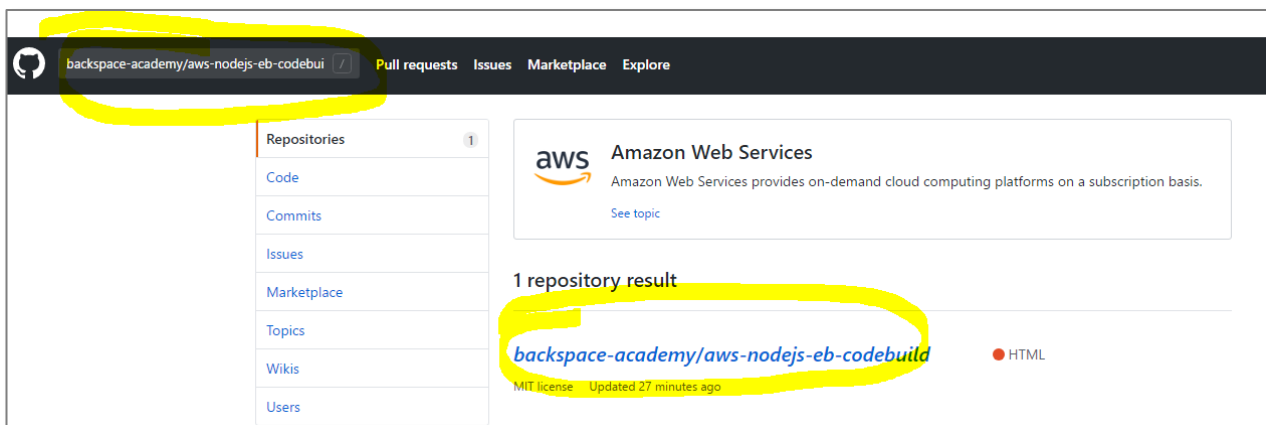 backspace-academy/aws-nodejs-eb-codebui / Pull requests Issues Marketplace Explore
Repositories 1
Code
Commits
Issues
Marketplace
Topics
Wikis
Users
aws
Amazon Web Services
Amazon Web Services provides on-demand cloud computing platforms on a subscription basis.
See topic
1 repository result
backspace-academy/aws-nodejs-eb-codebuild HTML
MIT license Updated 27 minutes ago